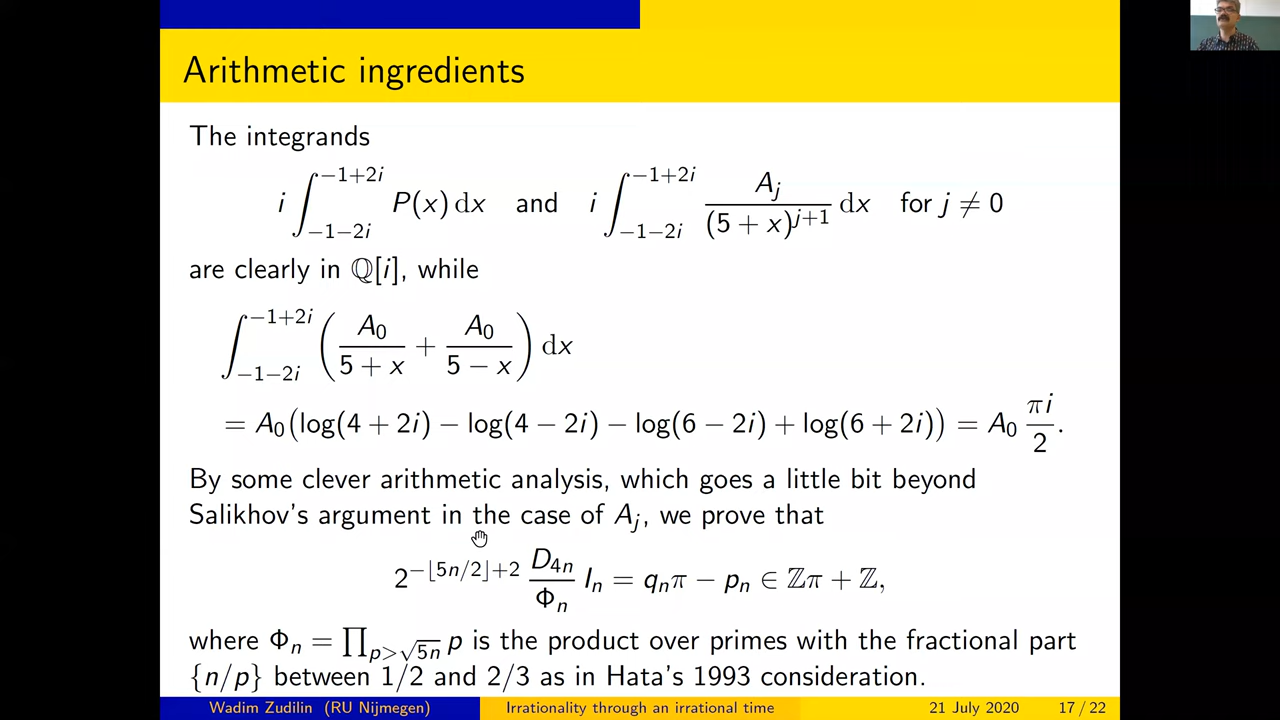 Arithmetic ingredients
The integrands
i ∫_{−1−2i}^{−1+2i} P(x) dx and i ∫_{−1−2i}^{−1+2i} A_j/(5 + x)^{j+1} dx for j ≠ 0
are clearly in ℚ[i], while
∫_{−1−2i}^{−1+2i} (A_0/(5 + x) + A_0/(5 − x)) dx
= A_0(log(4 + 2i) − log(4 − 2i) − log(6 − 2i) + log(6 + 2i)) = A_0 πi/2.
By some clever arithmetic analysis, which goes a little bit beyond
Salikhov's argument in the case of A_j, we prove that
2^{−⌊5n/2⌋+2} D_{4n}/Φ_n I_n = q_nπ − p_n ∈ ℤπ + ℤ,
where Φ_n = ∏_{p>√5n} p is the product over primes with the fractional part
{n/p} between 1/2 and 2/3 as in Hata's 1993 consideration.
Wadim Zudilin (RU Nijmegen) Irrationality through an irrational time 21 July 2020 17 / 22